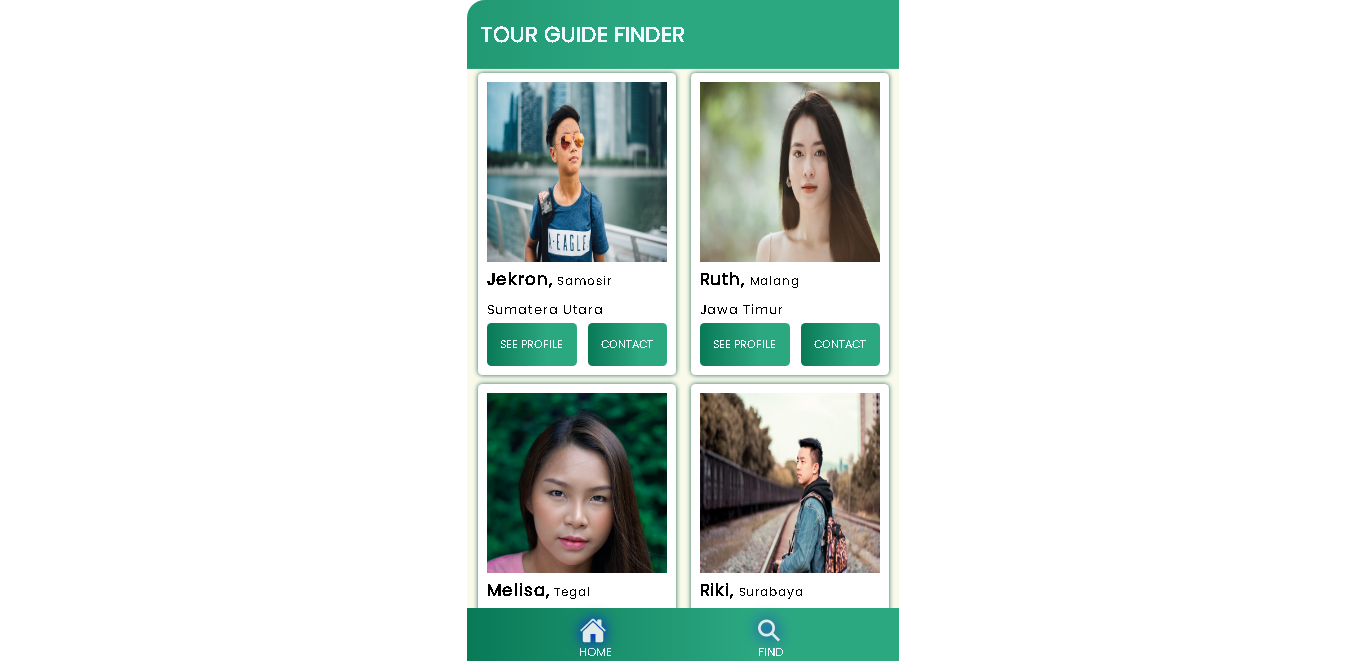 TOUR GUIDE FINDER
A-EAGLE
Jekron, Samosir
Sumatera Utara
SEE PROFILE
CONTACT
Ruth, Malang
Jawa Timur
SEE PROFILE
CONTACT
Melisa, Tegal
Riki, Surabaya
HOME
FIND